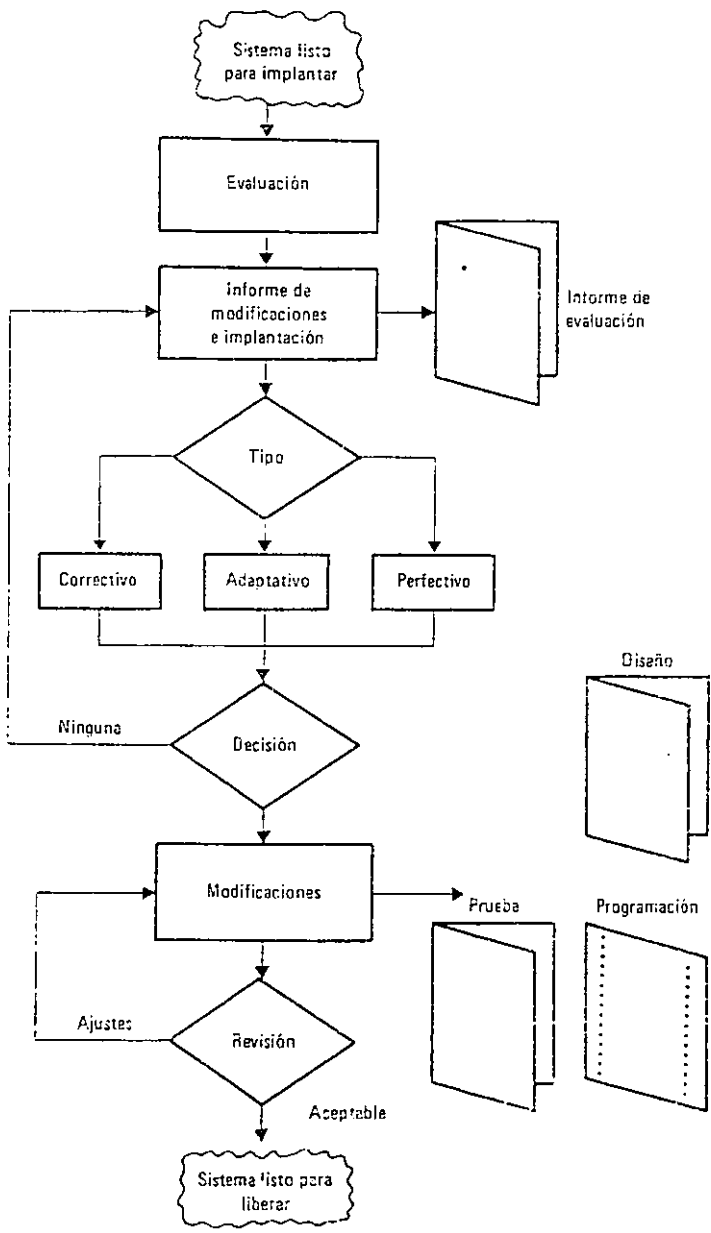 Sistema listo
para implantar
Evaluación
Informe de
modificaciones
e implantación
Informe de
evaluación
Tipo
Correctivo
Adaptativo
Perfectivo
Diseño
Ninguna
Decisión
Modificaciones
Prueba
Programación
Ajustes
Revisión
Aceptable
Sistema listo para
liberar